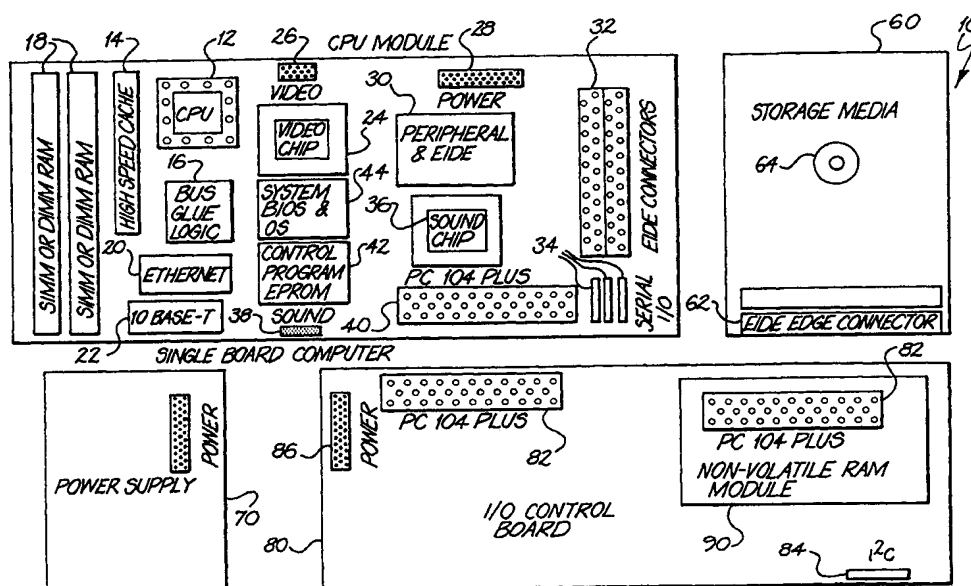 18 14 12 26 CPU MODULE 28 32 60 10
SIMM OR DIMM RAM
SIMM OR DIMM RAM
HIGH SPEED CACHE
CPU
VIDEO
VIDEO
CHIP
24
30
POWER
PERIPHERAL
& EIDE
EIDE CONNECTORS
STORAGE MEDIA
64
16
BUS
GLUE
LOGIC
44
SYSTEM
BIOS &
OS
36
SOUND
CHIP
20
ETHERNET
42
CONTROL
PROGRAM
EPROM
PC 104 PLUS
34
SERIAL
I/O
22
10 BASE-T
SOUND
38
40
62
EIDE EDGE CONNECTOR
SINGLE BOARD COMPUTER
POWER
POWER SUPPLY
70
86
POWER
PC 104 PLUS
82
I/O CONTROL
BOARD
80
82
PC 104 PLUS
NON-VOLATILE RAM
MODULE
90
84
I²C